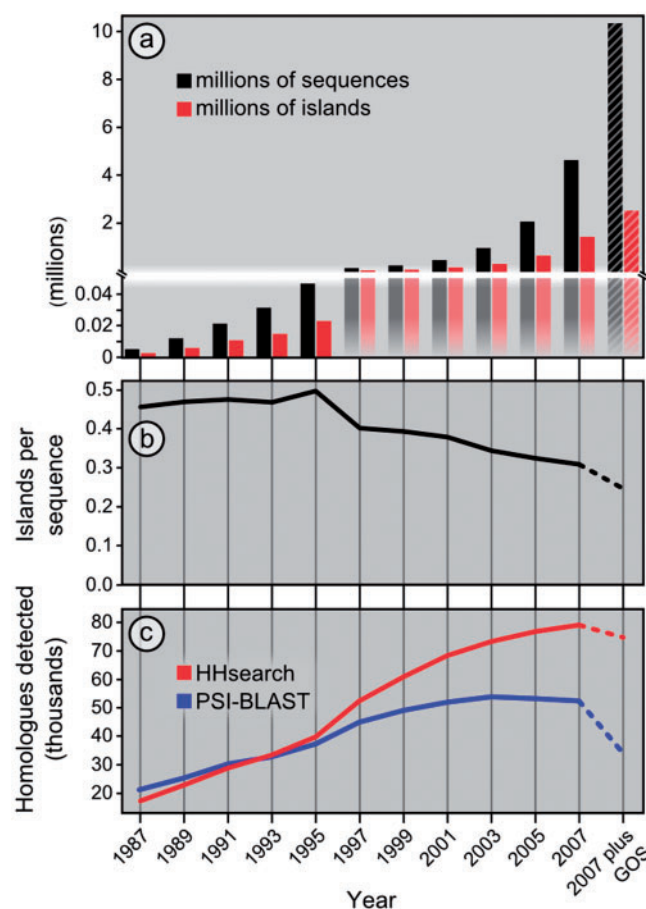 a
10
8
6
4
2
0.04
0.02
0
(millions)
millions of sequences
millions of islands
b
0.5
0.4
0.3
0.2
0.1
0.0
Islands per
sequence
c
80
70
60
50
40
30
20
Homologues detected
(thousands)
HHsearch
PSI-BLAST
1987
1989
1991
1993
1995
1997
1999
2001
2003
2005
2007
2007 plus
GOS
Year